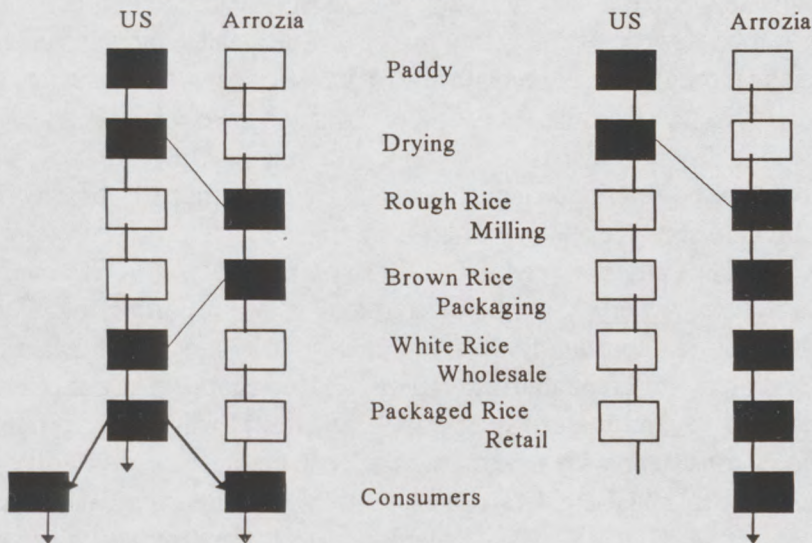 US Arrozia US Arrozia
Paddy
Drying
Rough Rice
Milling
Brown Rice
Packaging
White Rice
Wholesale
Packaged Rice
Retail
Consumers